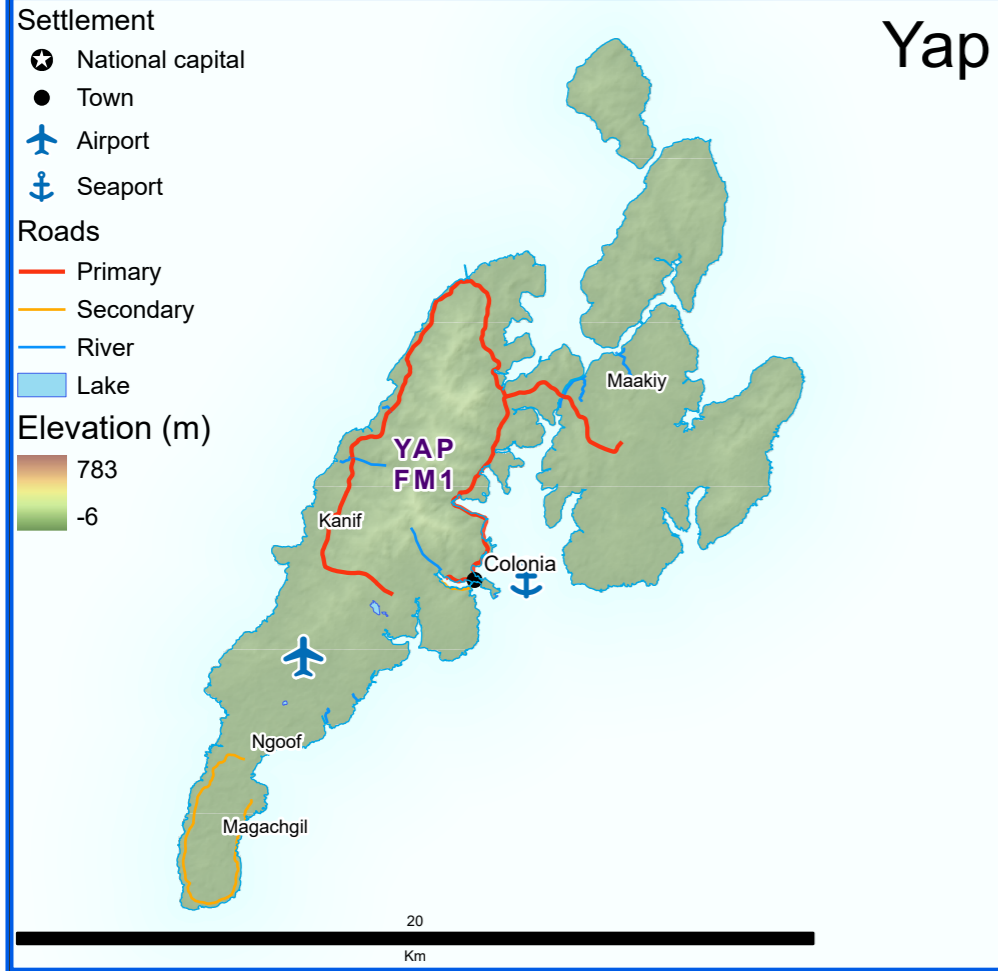 Settlement
National capital
Town
Airport
Seaport
Roads
Primary
Secondary
River
Lake
Elevation (m)
783
-6
Yap
Maakiy
YAP
FM1
Kanif
Colonia
Ngoof
Magachgil
20
Km